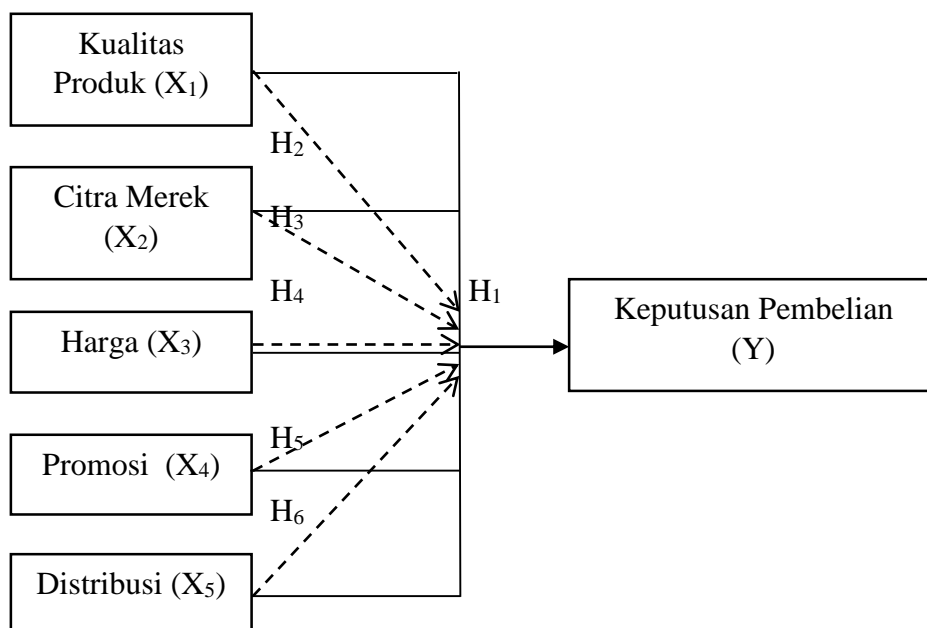 Kualitas
Produk (X₁)
H₂
Citra Merek
(X₂)
H₃
H₄
H₁
Keputusan Pembelian
(Y)
Harga (X₃)
H₅
Promosi (X₄)
H₆
Distribusi (X₅)